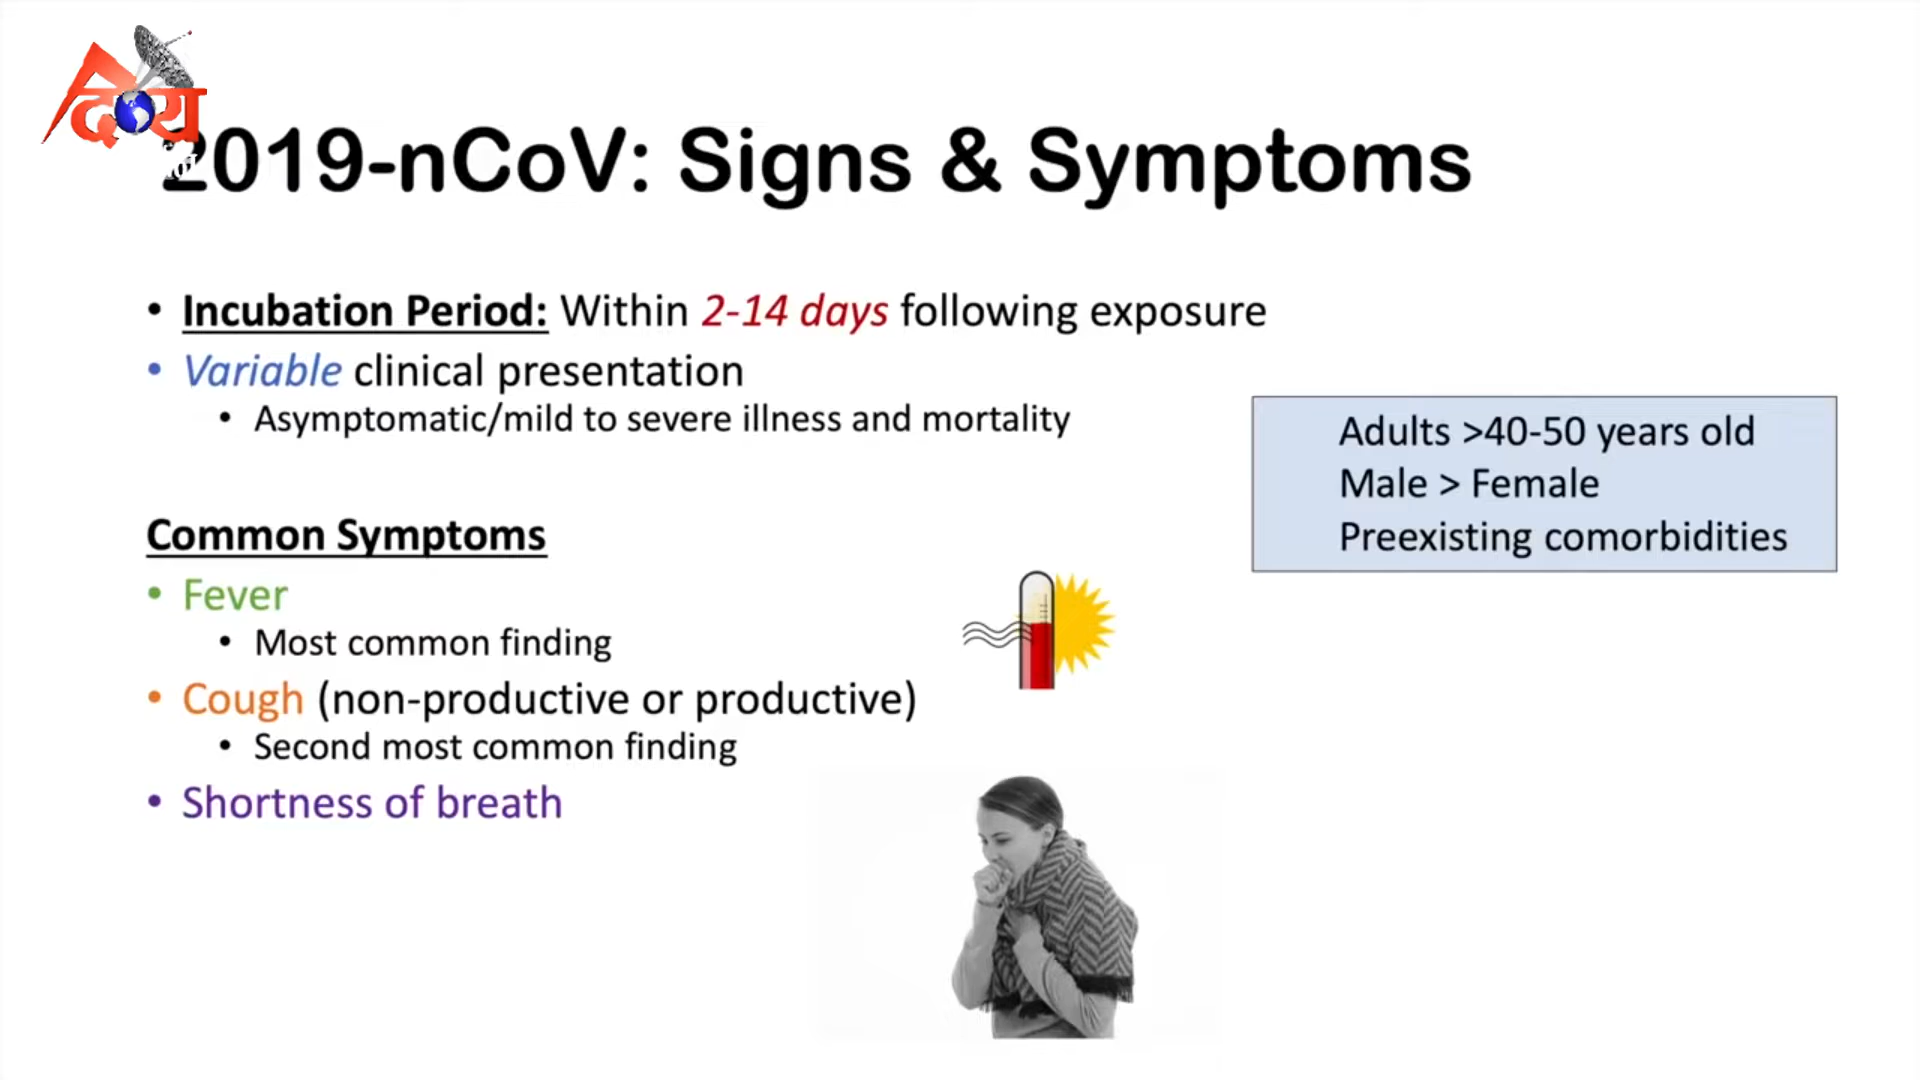 दिव्य
2019-nCoV: Signs & Symptoms
• Incubation Period: Within 2-14 days following exposure
• Variable clinical presentation
• Asymptomatic/mild to severe illness and mortality
Adults >40-50 years old
Male > Female
Preexisting comorbidities
Common Symptoms
• Fever
• Most common finding
• Cough (non-productive or productive)
• Second most common finding
• Shortness of breath